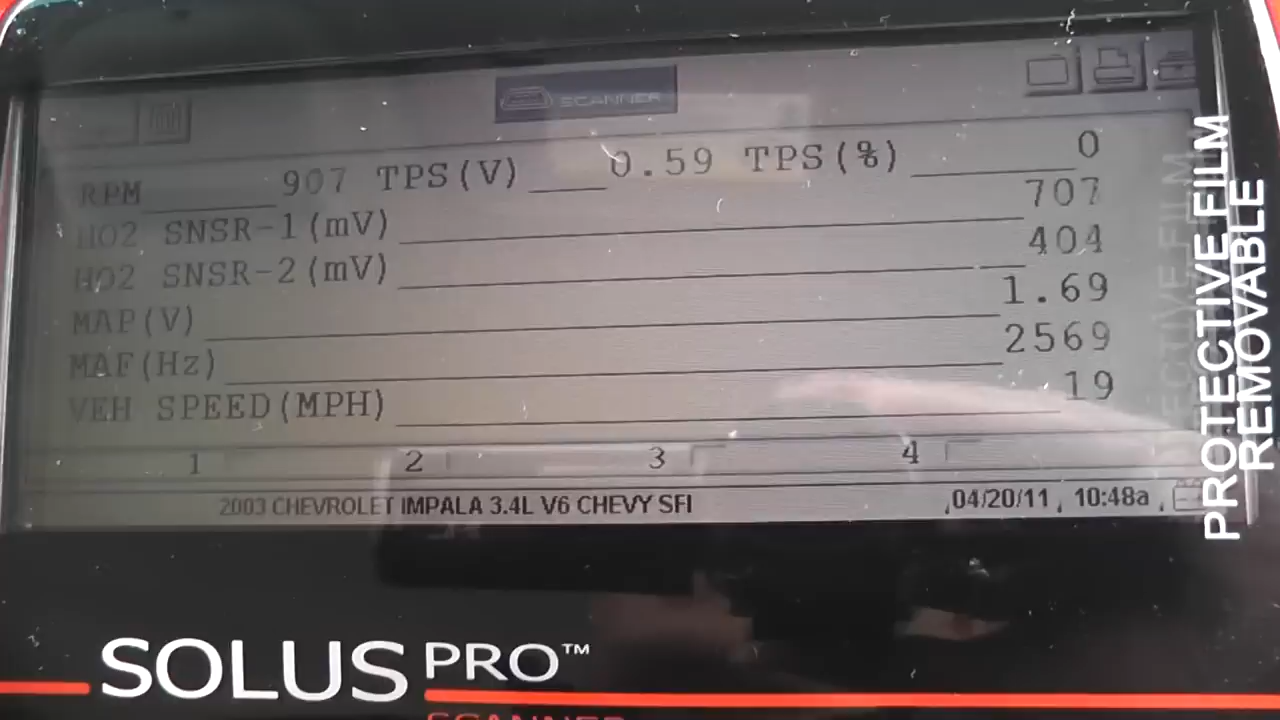 SCANNER
RPM 907 TPS(V) 0.59 TPS(%) 0
HO2 SNSR-1(mV) 707
HO2 SNSR-2(mV) 404
MAP(V) 1.69
MAF(Hz) 2569
VEH SPEED(MPH) 19
1 2 3 4
2003 CHEVROLET IMPALA 3.4L V6 CHEVY SFI 04/20/11 10:48a
PROTECTIVE FILM
REMOVABLE
SOLUS PRO™
SCANNER